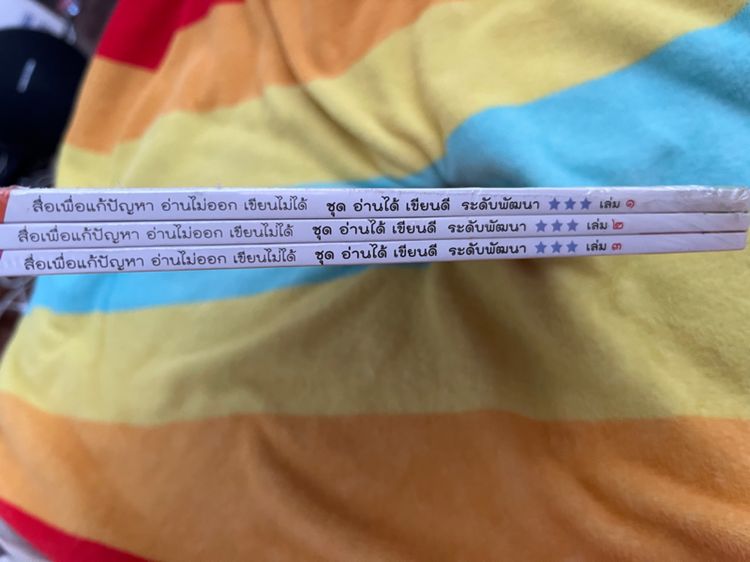 สื่อเพื่อแก้ปัญหา อ่านไม่ออก เขียนไม่ได้ ชุด อ่านได้ เขียนดี ระดับพัฒนา ★★★ เล่ม ๑
สื่อเพื่อแก้ปัญหา อ่านไม่ออก เขียนไม่ได้ ชุด อ่านได้ เขียนดี ระดับพัฒนา ★★★ เล่ม ๒
สื่อเพื่อแก้ปัญหา อ่านไม่ออก เขียนไม่ได้ ชุด อ่านได้ เขียนดี ระดับพัฒนา ★★★ เล่ม ๓